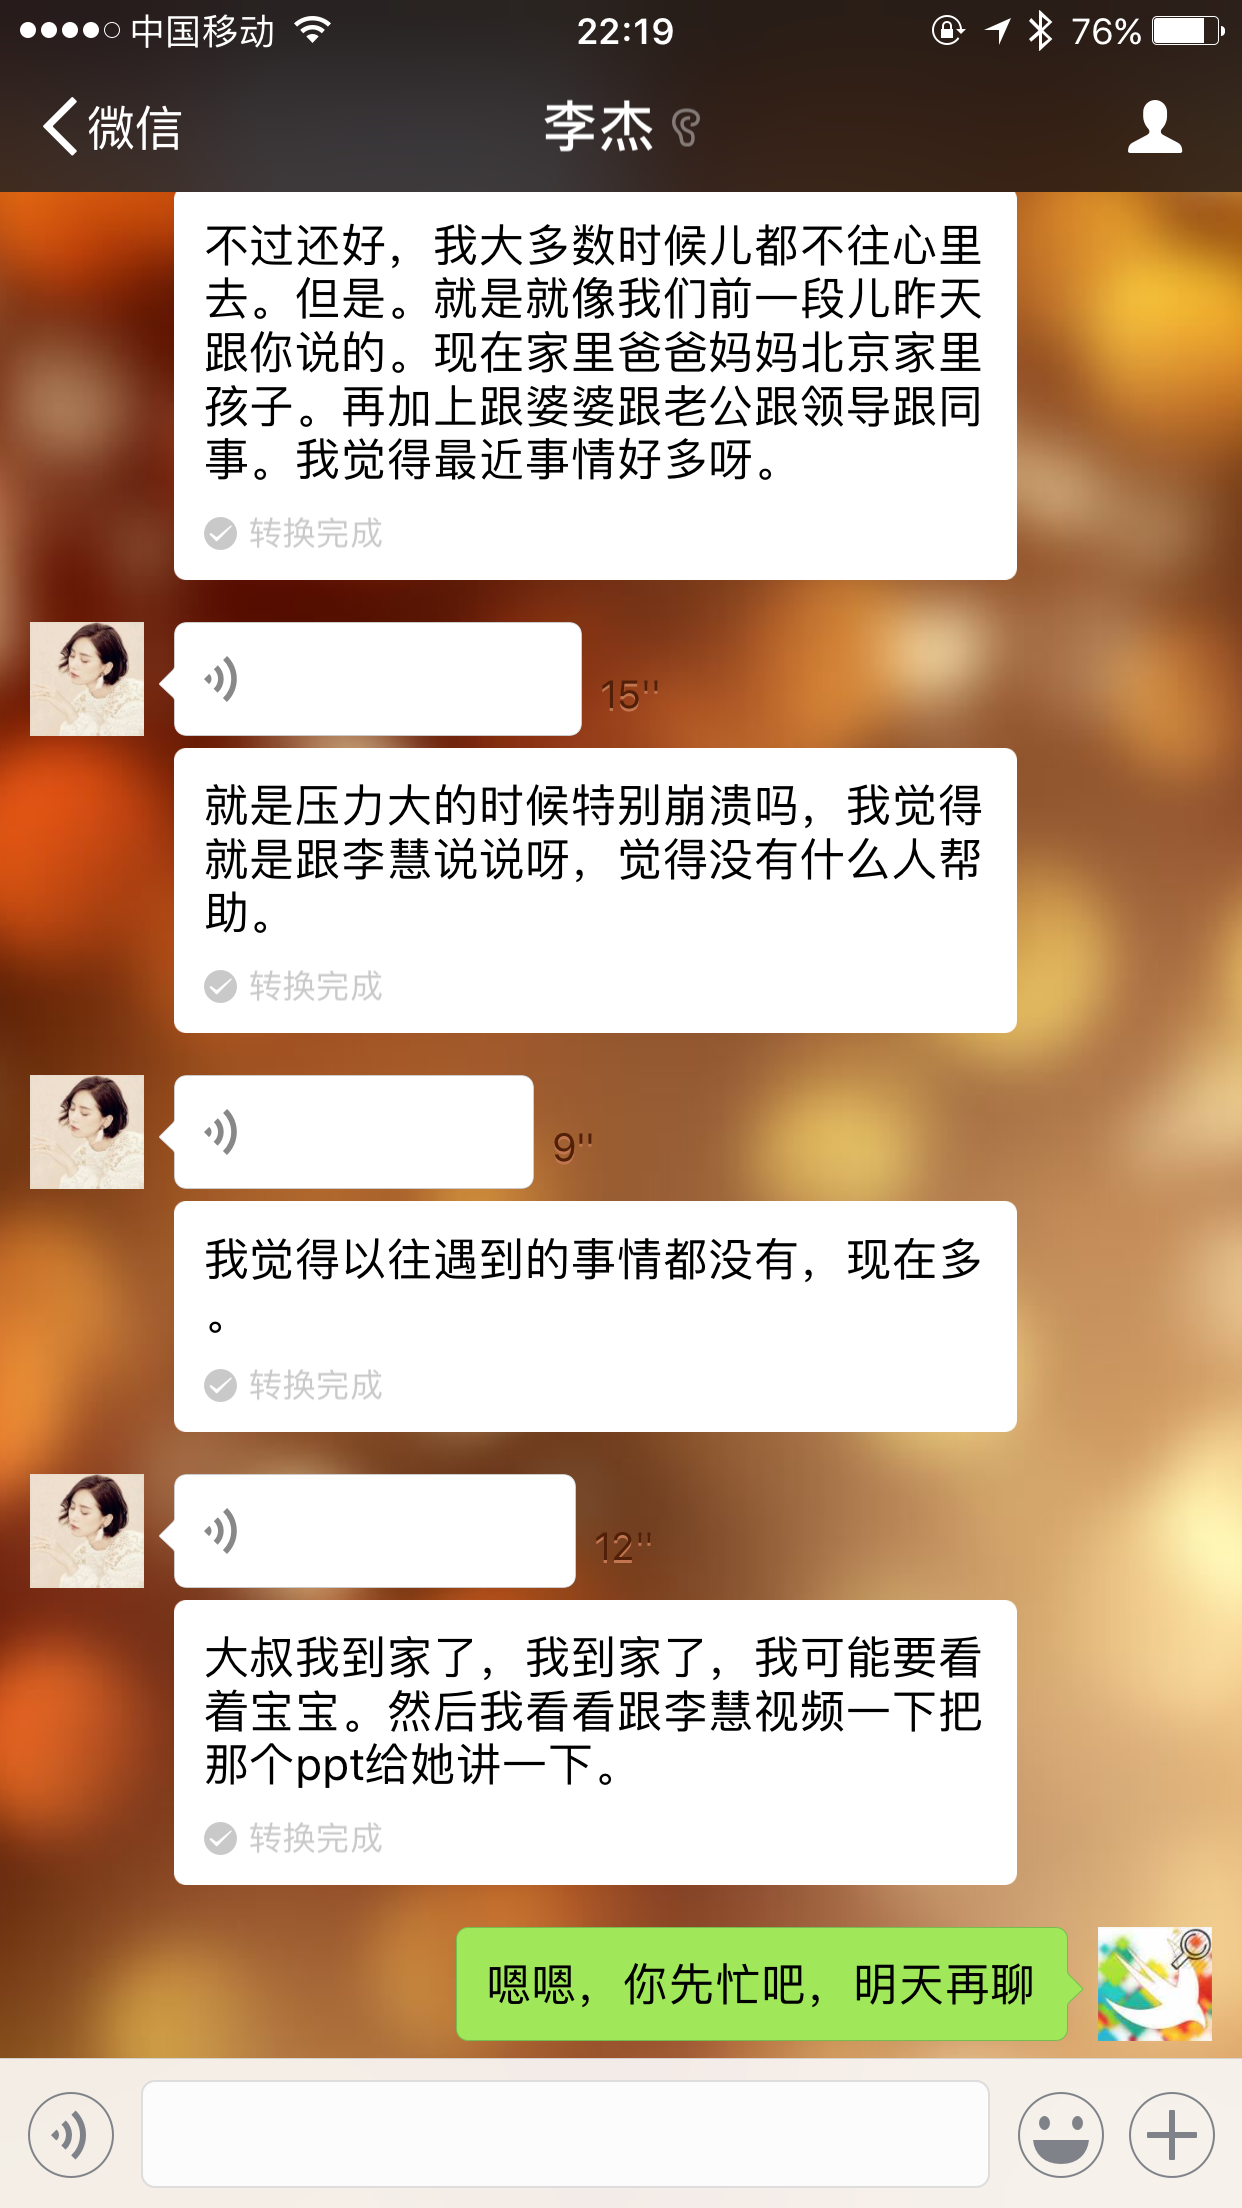 中国移动
22:19
76%
微信
李杰
不过还好，我大多数时候儿都不往心里
去。但是。就是就像我们前一段儿昨天
跟你说的。现在家里爸爸妈妈北京家里
孩子。再加上跟婆婆跟老公跟领导跟同
事。我觉得最近事情好多呀。
转换完成
15''
就是压力大的时候特别崩溃吗，我觉得
就是跟李慧说说呀，觉得没有什么人帮
助。
转换完成
9''
我觉得以往遇到的事情都没有，现在多
。
转换完成
12''
大叔我到家了，我到家了，我可能要看
着宝宝。然后我看看跟李慧视频一下把
那个ppt给她讲一下。
转换完成
嗯嗯，你先忙吧，明天再聊